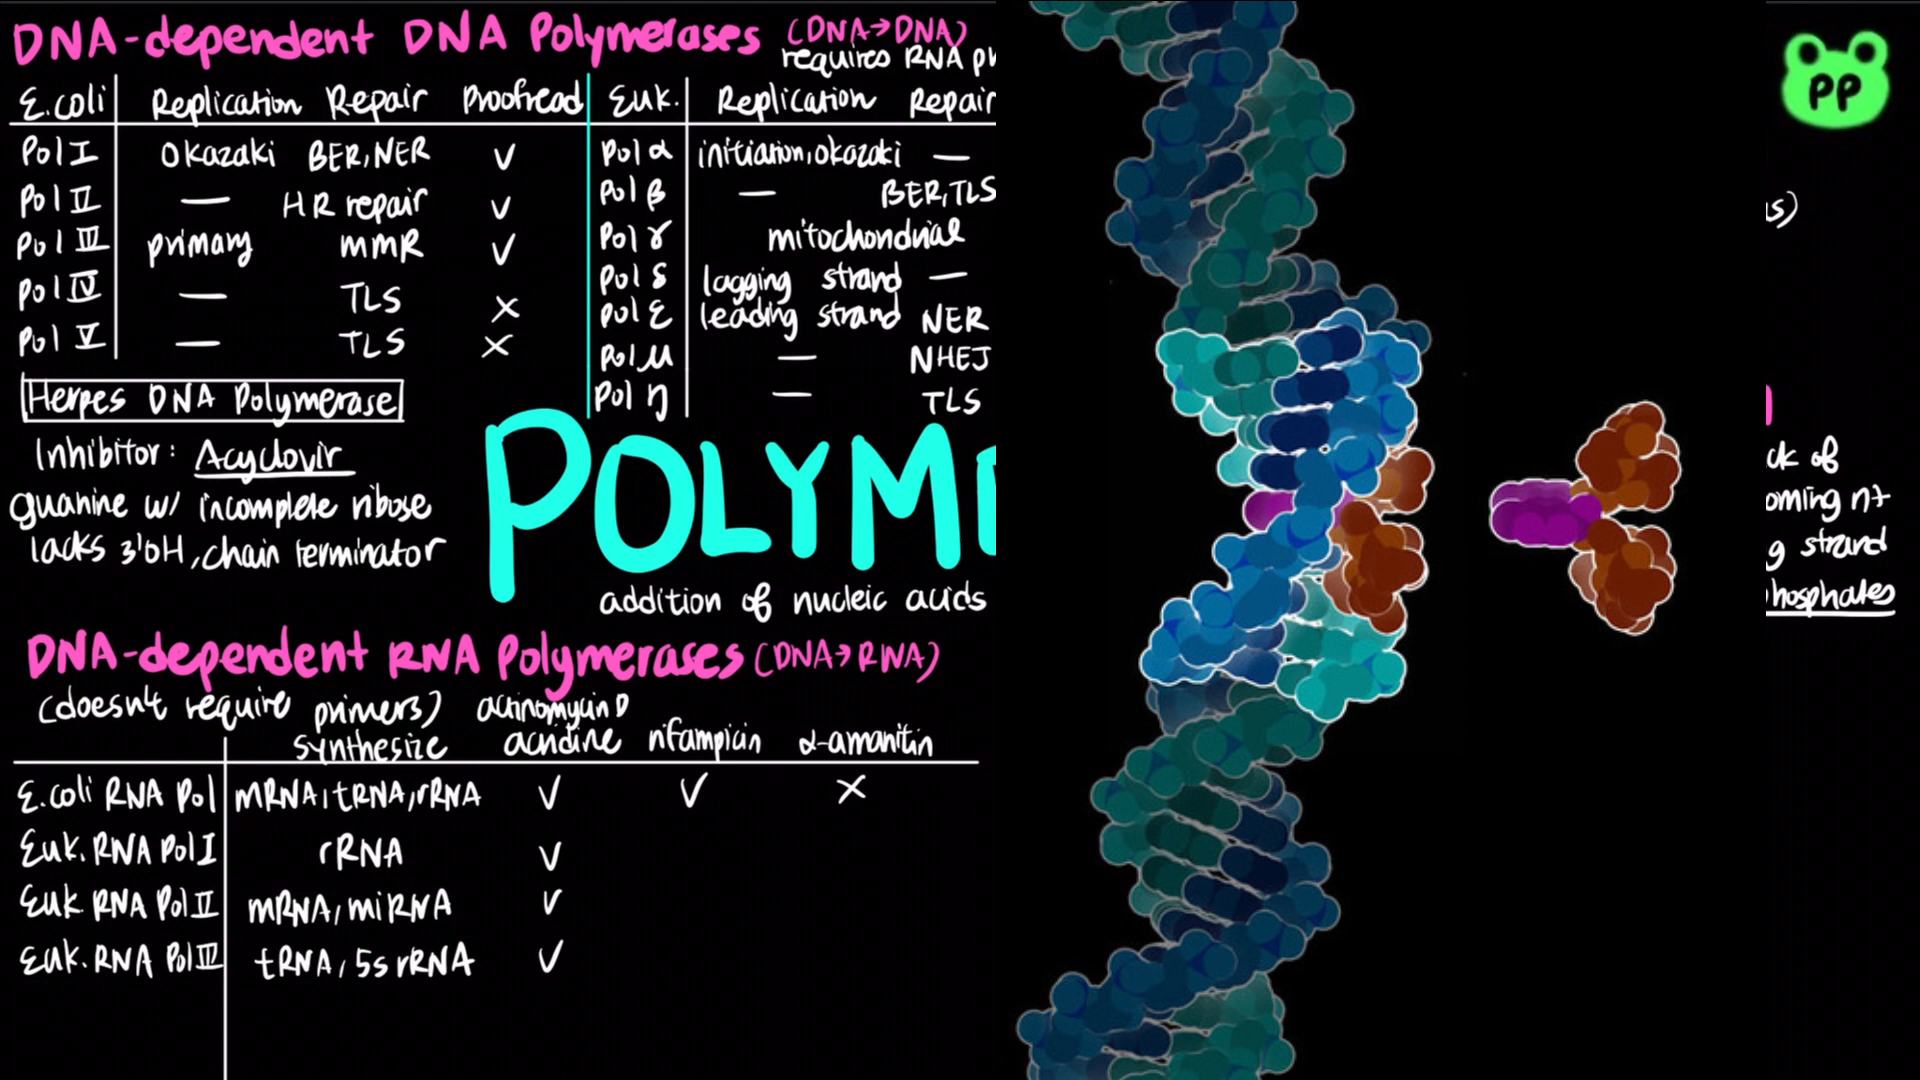 DNA-dependent DNA Polymerases (DNA→DNA)
requires RNA pr
E.coli Replication Repair Proofread
Pol I Okazaki BER, NER ✓
Pol II — HR repair ✓
Pol III primary MMR ✓
Pol IV — TLS ×
Pol V — TLS ×
Euk. Replication Repair
Pol α initiation, okazaki —
Pol β — BER, TLS
Pol γ mitochondrial
Pol δ lagging strand —
Pol ε leading strand NER
Pol μ — NHEJ
Pol η — TLS
Herpes DNA Polymerase
Inhibitor: Acyclovir
guanine w/ incomplete ribose
lacks 3'OH, chain terminator
POLYM
addition of nucleic acids
DNA-dependent RNA Polymerases (DNA→RNA)
(doesn't require primers)
synthesize actinomycin D acridine rifampicin α-amanitin
E.coli RNA Pol mRNA, tRNA, rRNA ✓ ✓ ×
Euk. RNA Pol I rRNA ✓
Euk RNA Pol II mRNA, miRNA ✓
Euk. RNA Pol III tRNA, 5s rRNA ✓
PP
s)
ck of
oming nt
g strand
hosphates